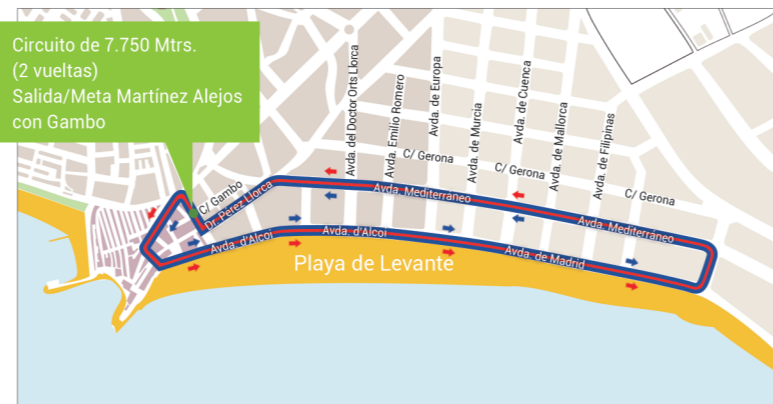 Circuito de 7.750 Mtrs.
(2 vueltas)
Salida/Meta Martínez Alejos
con Gambo
Avda. del Doctor Orts Llorca
Avda. Emilio Romero
Avda. de Europa
Avda. de Murcia
Avda. de Cuenca
Avda. de Mallorca
Avda. de Filipinas
C/ Gerona
C/ Gerona
C/ Gerona
C/ Gambo
Dr. Perez Llorca
Avda. Mediterráneo
Avda. Mediterráneo
Avda. d'Alcoi
Avda. d'Alcoi
Avda. de Madrid
Playa de Levante